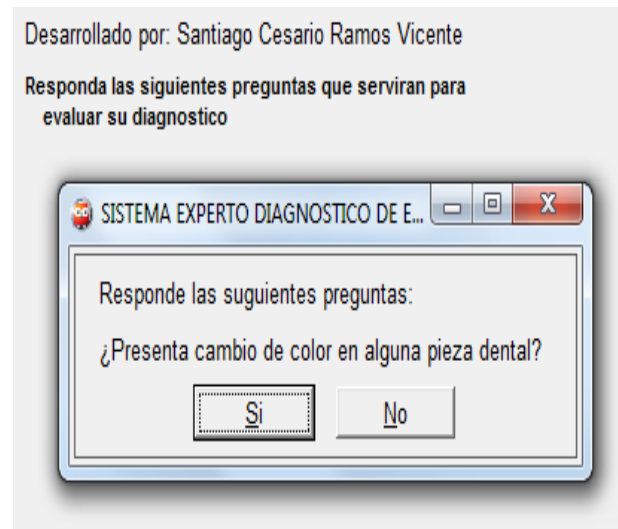 Desarrollado por: Santiago Cesario Ramos Vicente
Responda las siguientes preguntas que serviran para
evaluar su diagnostico
SISTEMA EXPERTO DIAGNOSTICO DE E...
Responde las suguientes preguntas:
¿Presenta cambio de color en alguna pieza dental?
Si No